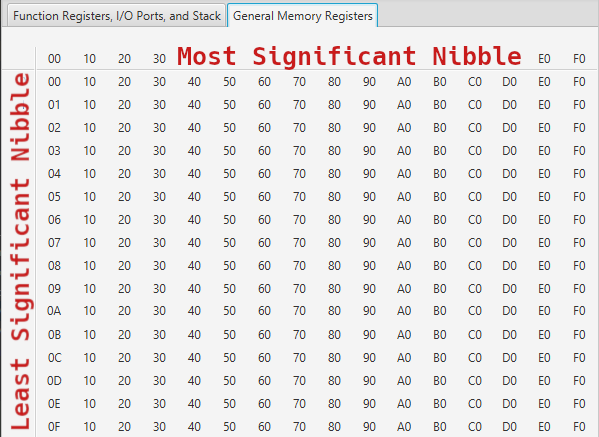 Function Registers, I/O Ports, and Stack General Memory Registers
00 10 20 30 Most Significant Nibble E0 F0
Least Significant Nibble
00 10 20 30 40 50 60 70 80 90 A0 B0 C0 D0 E0 F0
01 10 20 30 40 50 60 70 80 90 A0 B0 C0 D0 E0 F0
02 10 20 30 40 50 60 70 80 90 A0 B0 C0 D0 E0 F0
03 10 20 30 40 50 60 70 80 90 A0 B0 C0 D0 E0 F0
04 10 20 30 40 50 60 70 80 90 A0 B0 C0 D0 E0 F0
05 10 20 30 40 50 60 70 80 90 A0 B0 C0 D0 E0 F0
06 10 20 30 40 50 60 70 80 90 A0 B0 C0 D0 E0 F0
07 10 20 30 40 50 60 70 80 90 A0 B0 C0 D0 E0 F0
08 10 20 30 40 50 60 70 80 90 A0 B0 C0 D0 E0 F0
09 10 20 30 40 50 60 70 80 90 A0 B0 C0 D0 E0 F0
0A 10 20 30 40 50 60 70 80 90 A0 B0 C0 D0 E0 F0
0B 10 20 30 40 50 60 70 80 90 A0 B0 C0 D0 E0 F0
0C 10 20 30 40 50 60 70 80 90 A0 B0 C0 D0 E0 F0
0D 10 20 30 40 50 60 70 80 90 A0 B0 C0 D0 E0 F0
0E 10 20 30 40 50 60 70 80 90 A0 B0 C0 D0 E0 F0
0F 10 20 30 40 50 60 70 80 90 A0 B0 C0 D0 E0 F0